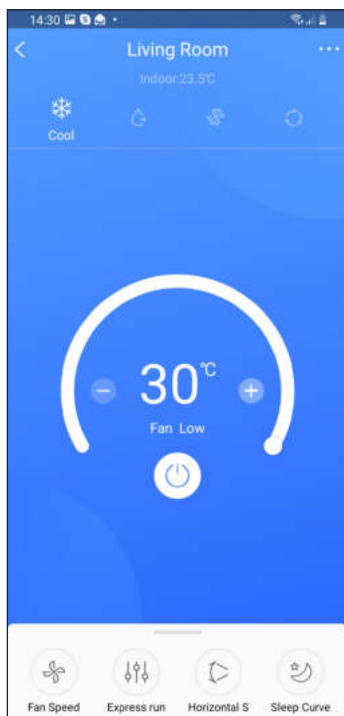 14:30
Living Room
Indoor:23.5℃
Cool
30℃
Fan Low
Fan Speed Express run Horizontal S Sleep Curve